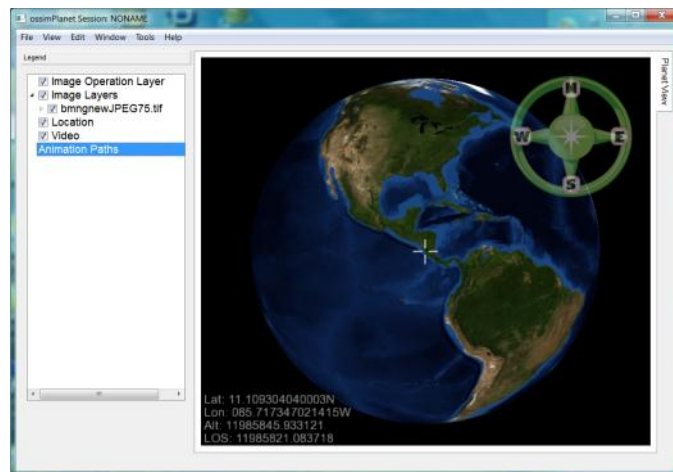 ossimPlanet Session: NONAME
File View Edit Window Tools Help
Legend
Image Operation Layer
Image Layers
bmngnewJPEG75.tif
Location
Video
Animation Paths
Planet View
N
W E
S
Lat: 11.109304040003N
Lon: 085.717347021415W
Alt: 11985845.933121
LOS: 11985821.083718